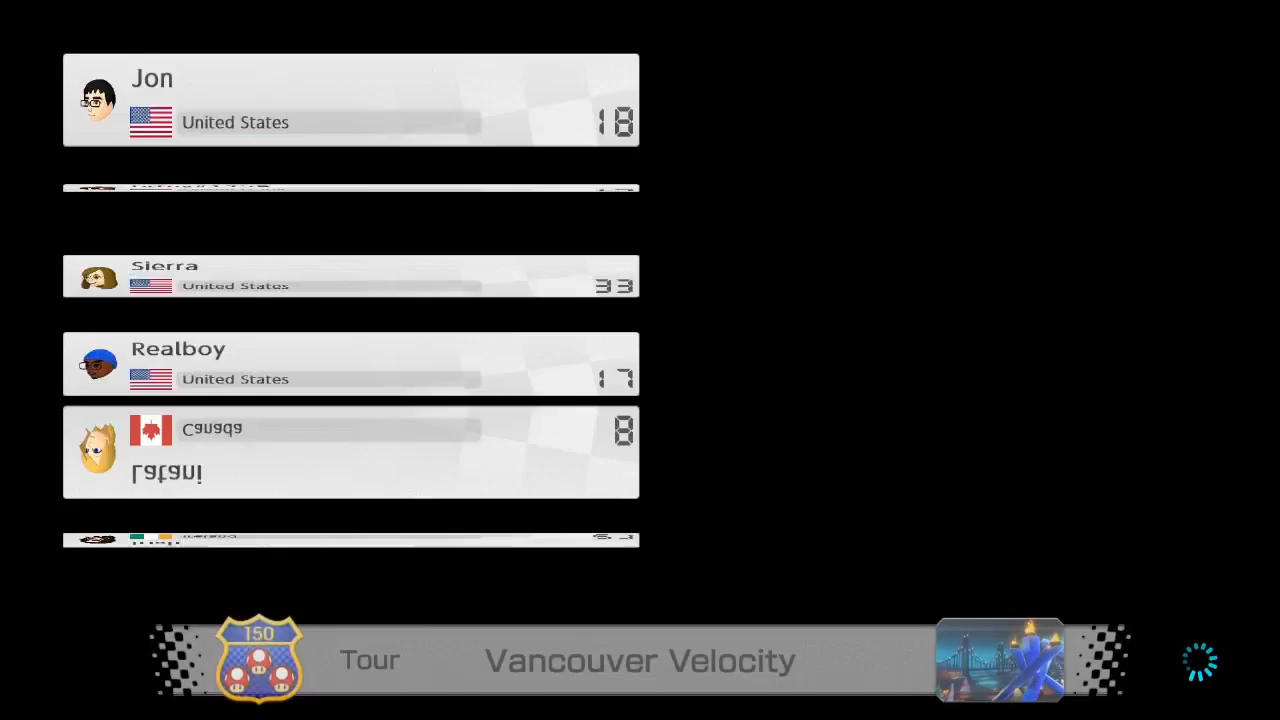 Jon
United States
18
Sierra
United States
33
Realboy
United States
17
Canada
8
Latani
150
Tour
Vancouver Velocity